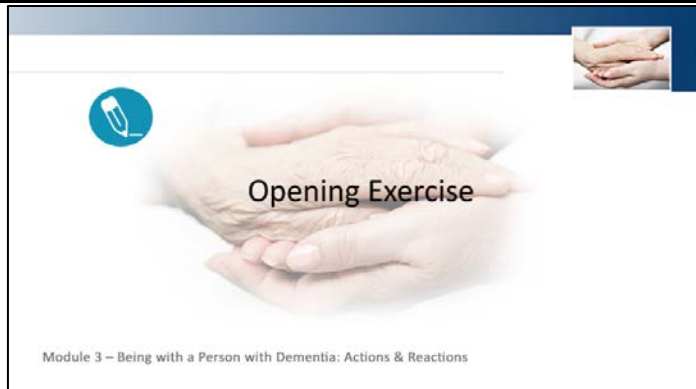 Opening Exercise
Module 3 – Being with a Person with Dementia: Actions & Reactions